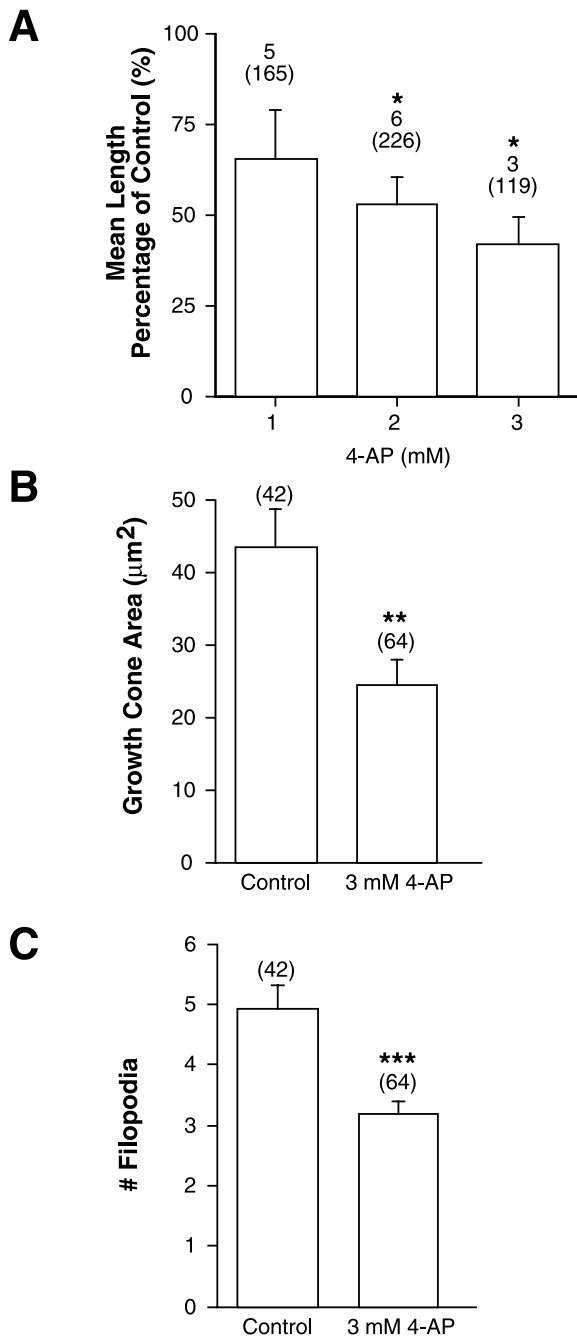 A
Mean Length
Percentage of Control (%)
100
75
50
25
0
5
(165)
*
6
(226)
*
3
(119)
1
2
3
4-AP (mM)
B
Growth Cone Area (μm2)
50
40
30
20
10
0
(42)
**
(64)
Control
3 mM 4-AP
C
# Filopodia
6
5
4
3
2
1
0
(42)
***
(64)
Control
3 mM 4-AP